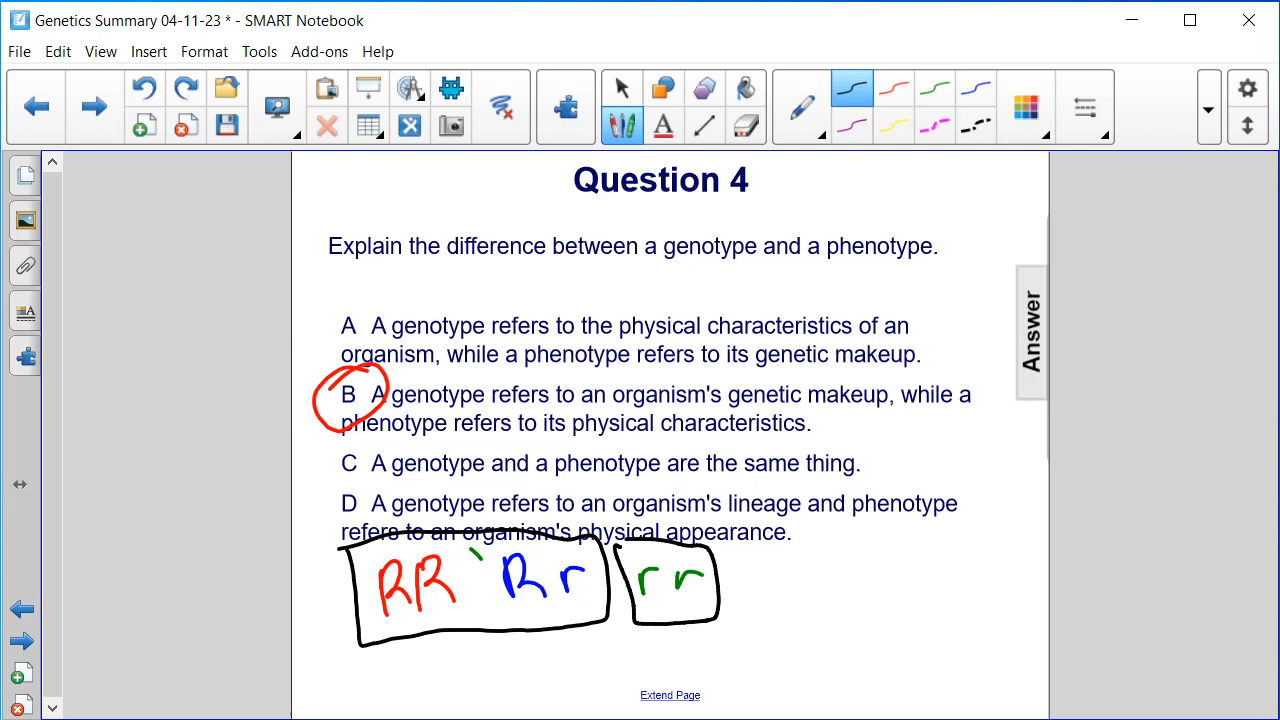 Genetics Summary 04-11-23 * - SMART Notebook
File Edit View Insert Format Tools Add-ons Help
Question 4
Explain the difference between a genotype and a phenotype.
A A genotype refers to the physical characteristics of an
organism, while a phenotype refers to its genetic makeup.
B A genotype refers to an organism's genetic makeup, while a
phenotype refers to its physical characteristics.
C A genotype and a phenotype are the same thing.
D A genotype refers to an organism's lineage and phenotype
refers to an organism's physical appearance.
RR Rr rr
Extend Page
Answer